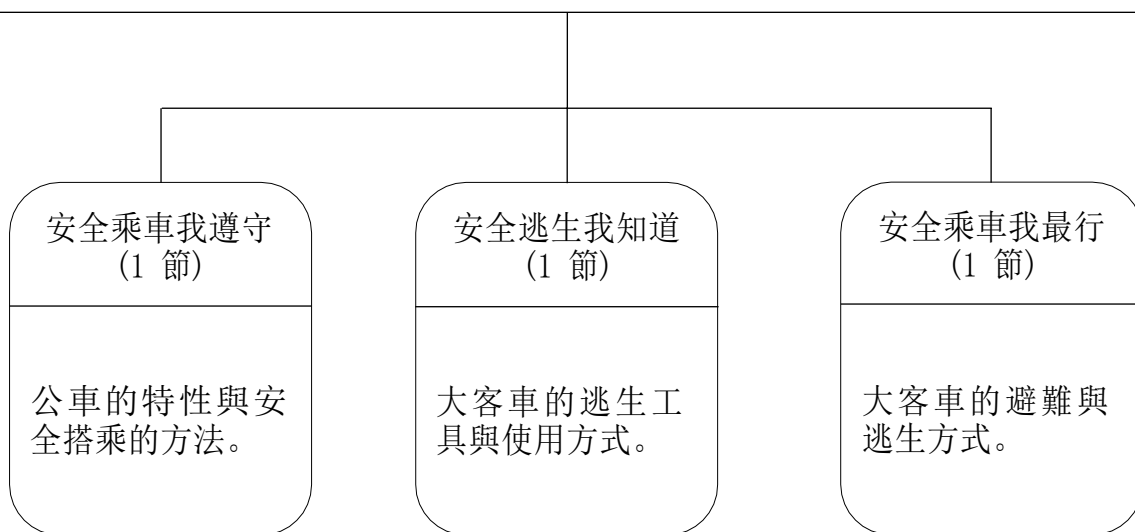 安全乘車我遵守
(1 節)
公車的特性與安
全搭乘的方法。
安全逃生我知道
(1 節)
大客車的逃生工
具與使用方式。
安全乘車我最行
(1 節)
大客車的避難與
逃生方式。